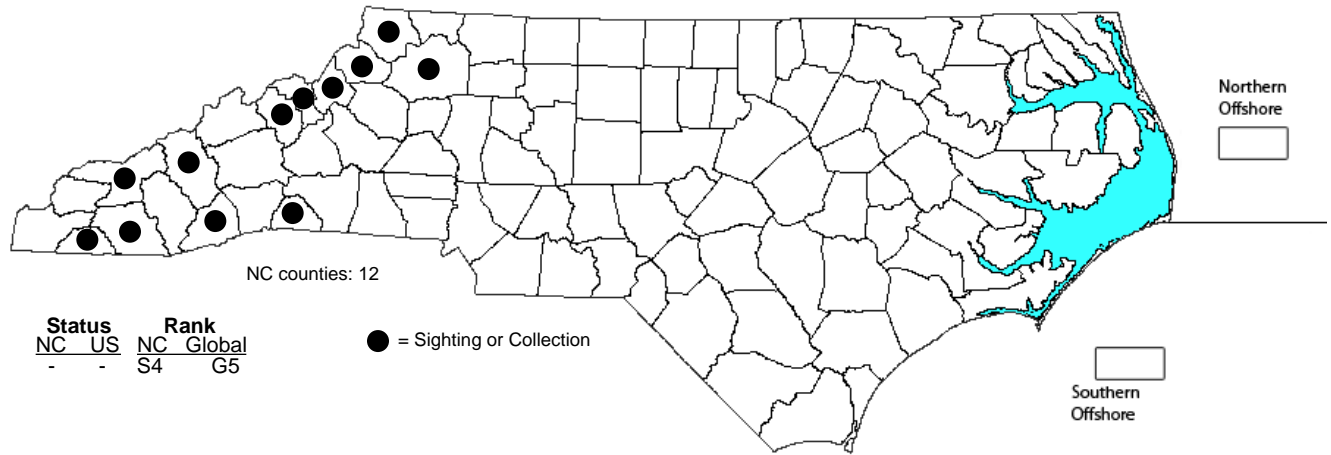 Northern
Offshore
NC counties: 12
Status Rank
NC US NC Global
- - S4 G5
= Sighting or Collection
Southern
Offshore